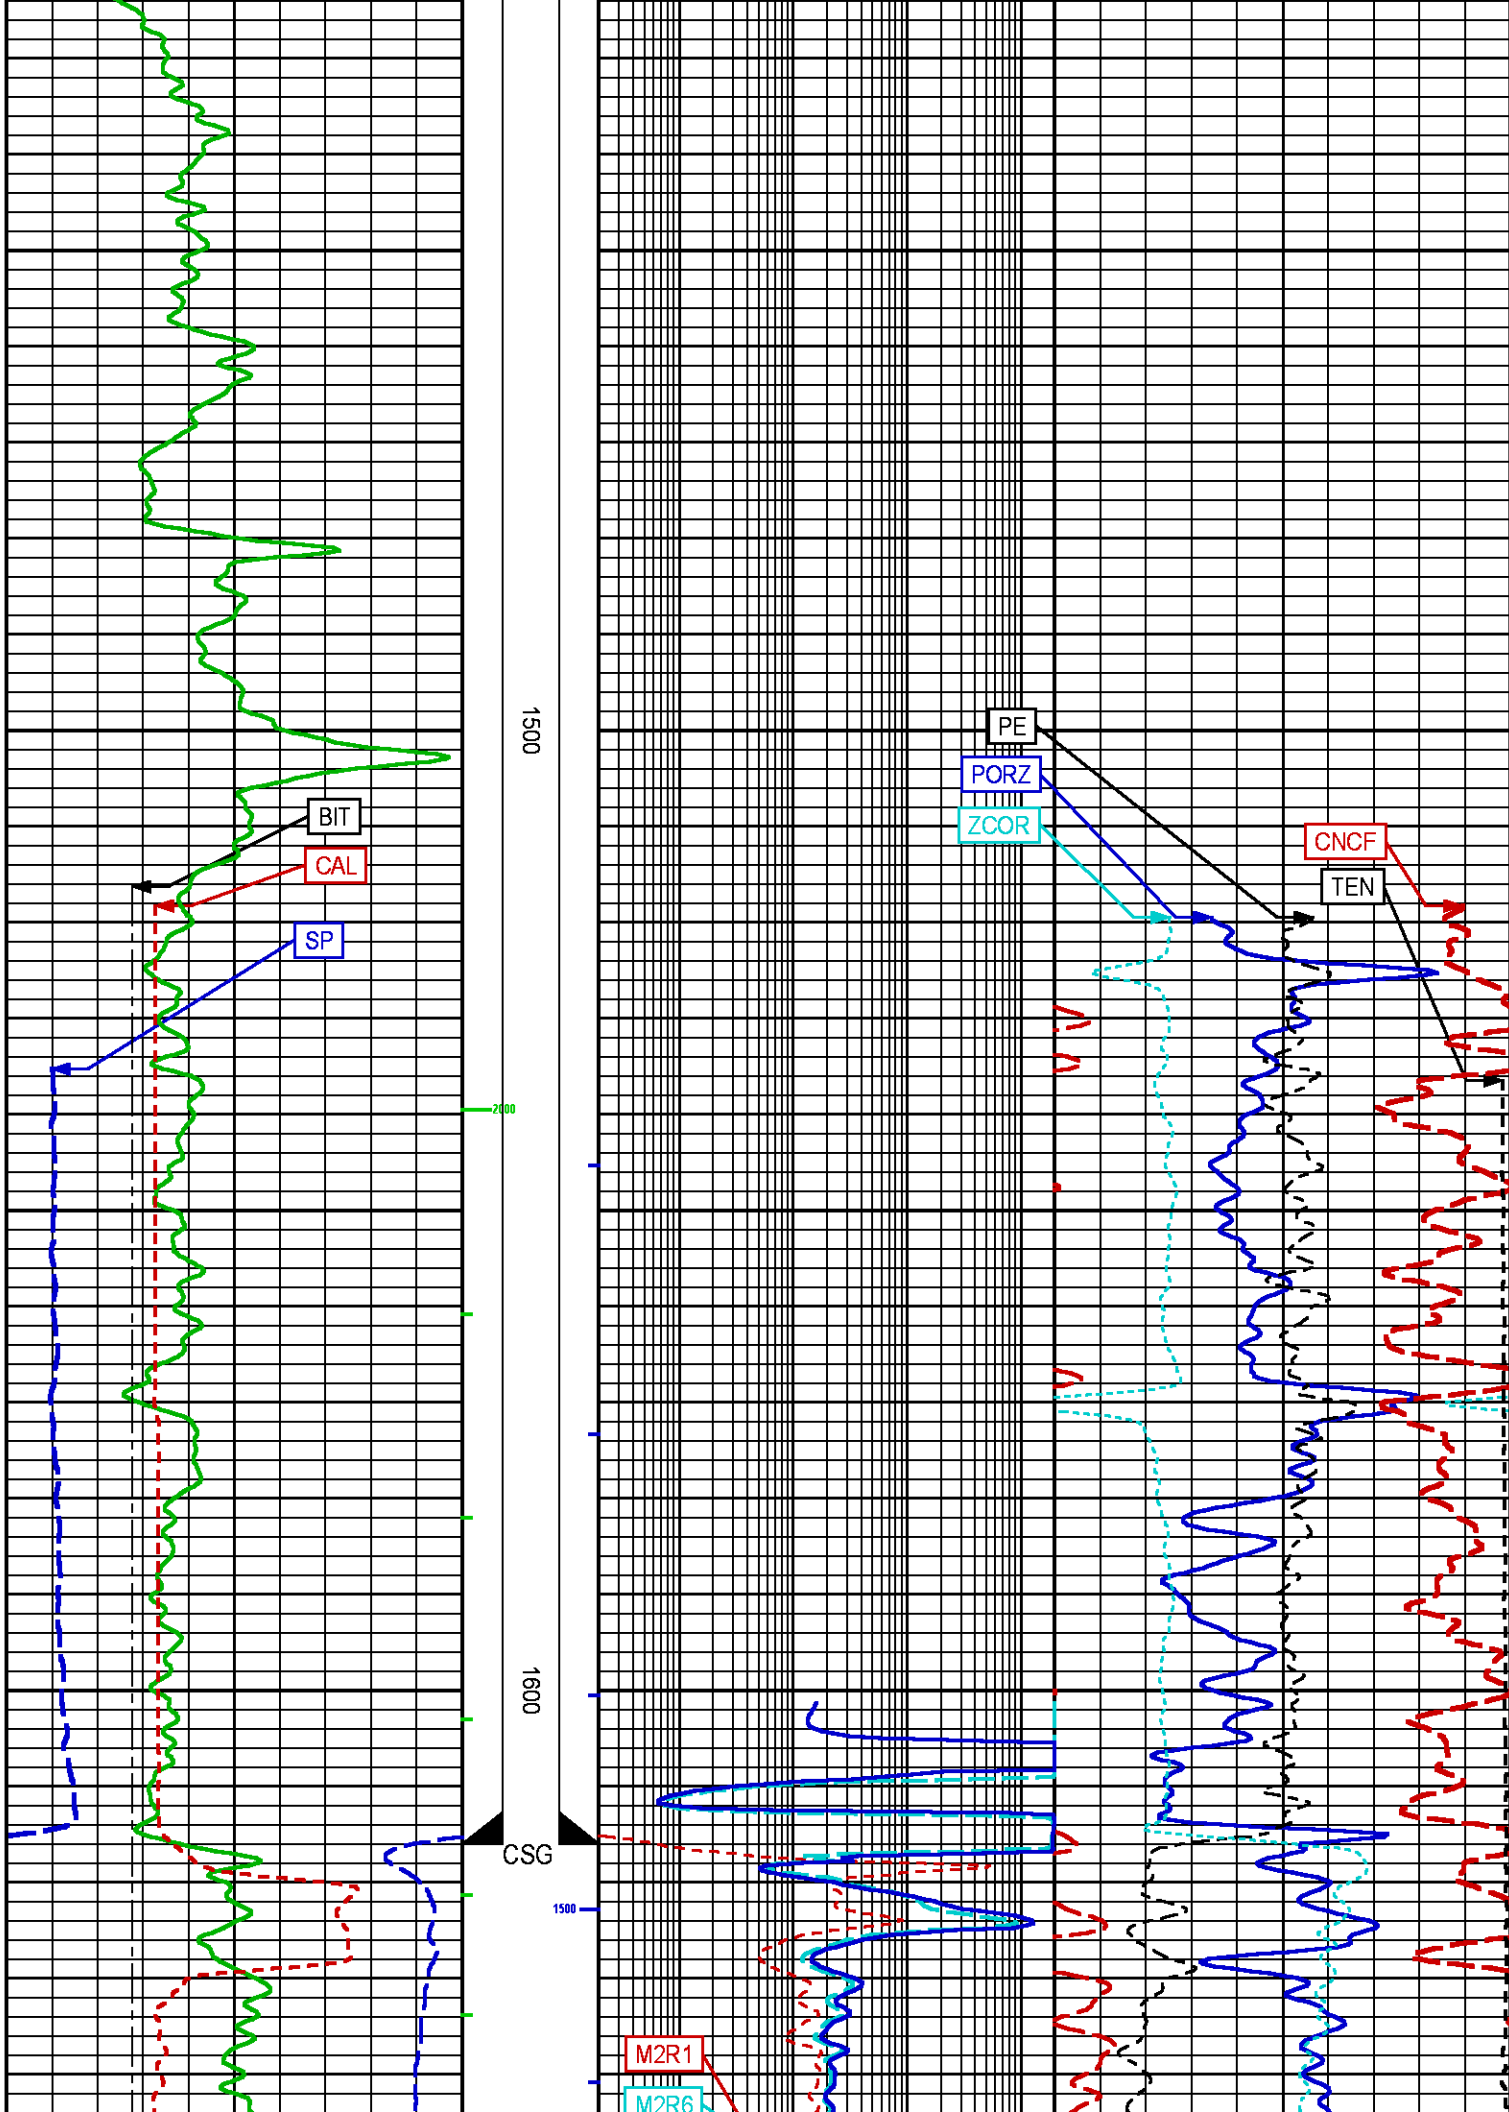 1500
PE
PORZ
ZCOR
BIT
CNCF
CAL
TEN
SP
2000
1600
CSG
1500
M2R1
M2R6